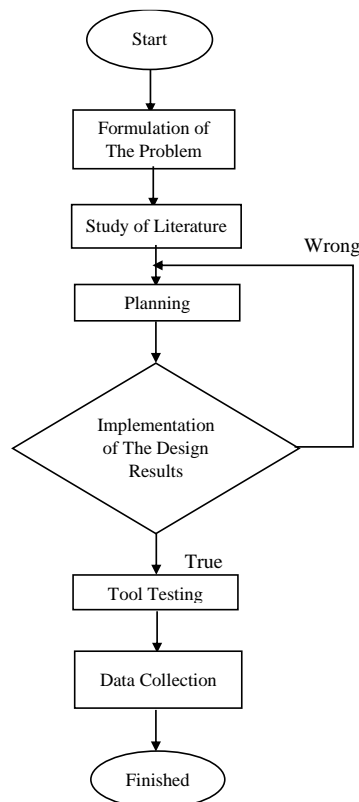 Start
Formulation of
The Problem
Study of Literature
Wrong
Planning
Implementation
of The Design
Results
True
Tool Testing
Data Collection
Finished